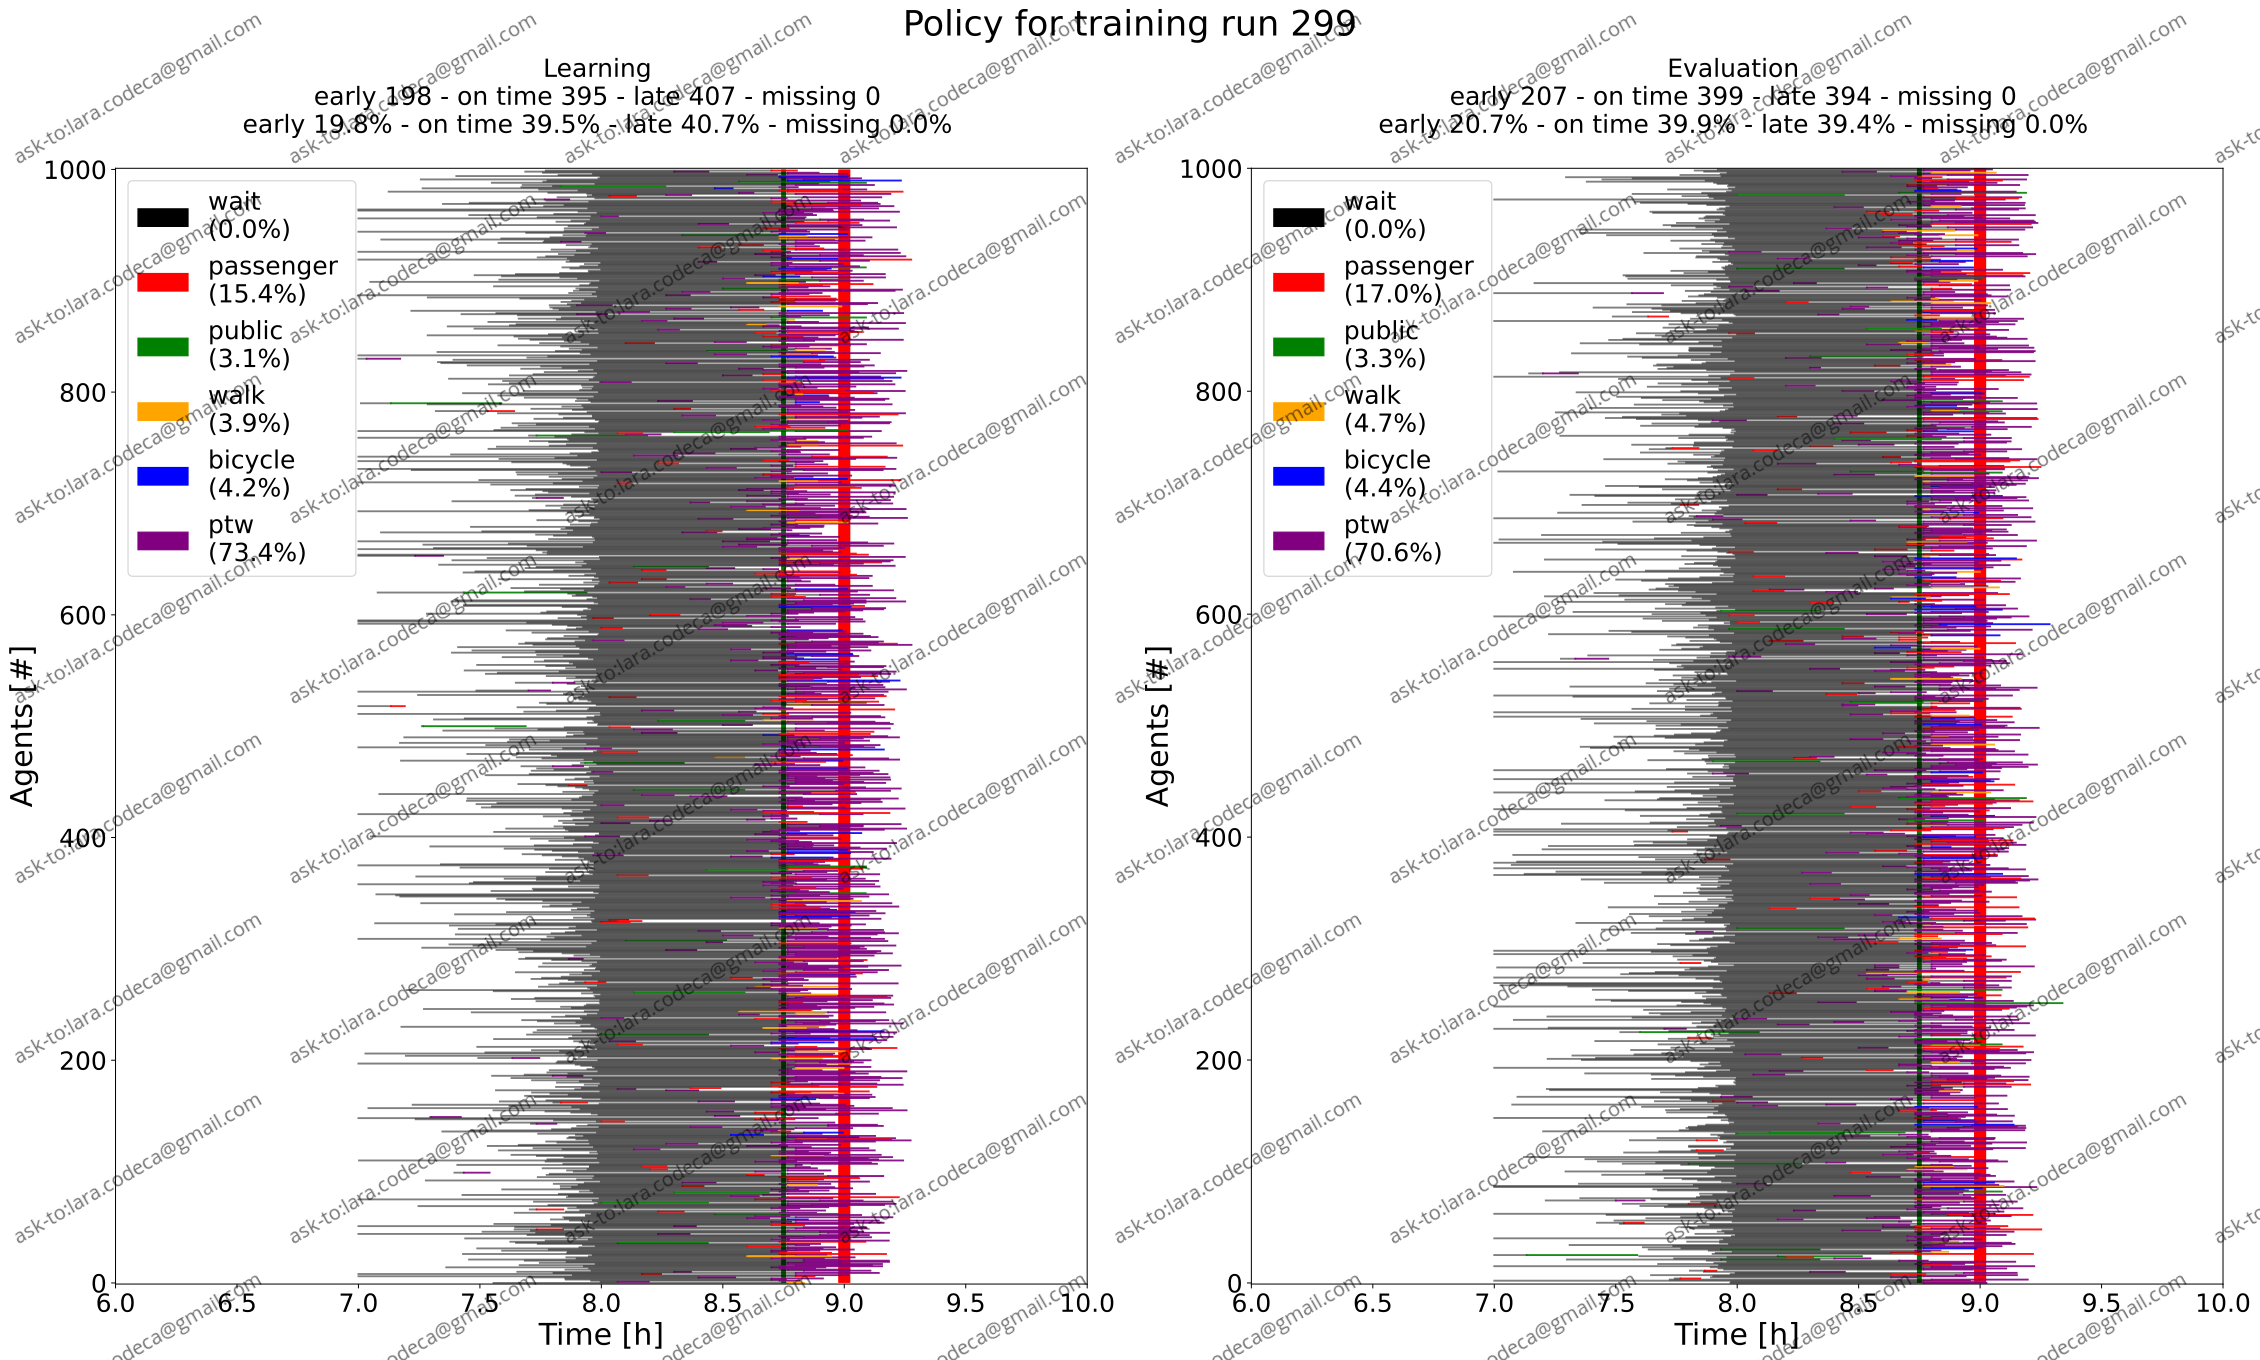 Policy for training run 299
Learning
early 198 - on time 395 - late 407 - missing 0
early 19.8% - on time 39.5% - late 40.7% - missing 0.0%
1000
800
600
400
200
0
Agents [#]
wait
(0.0%)
passenger
(15.4%)
public
(3.1%)
walk
(3.9%)
bicycle
(4.2%)
ptw
(73.4%)
6.0 6.5 7.0 7.5 8.0 8.5 9.0 9.5 10.0
Time [h]
Evaluation
early 207 - on time 399 - late 394 - missing 0
early 20.7% - on time 39.9% - late 39.4% - missing 0.0%
1000
800
600
400
200
0
Agents [#]
wait
(0.0%)
passenger
(17.0%)
public
(3.3%)
walk
(4.7%)
bicycle
(4.4%)
ptw
(70.6%)
6.0 6.5 7.0 7.5 8.0 8.5 9.0 9.5 10.0
Time [h]
ask-to:lara.codeca@gmail.com